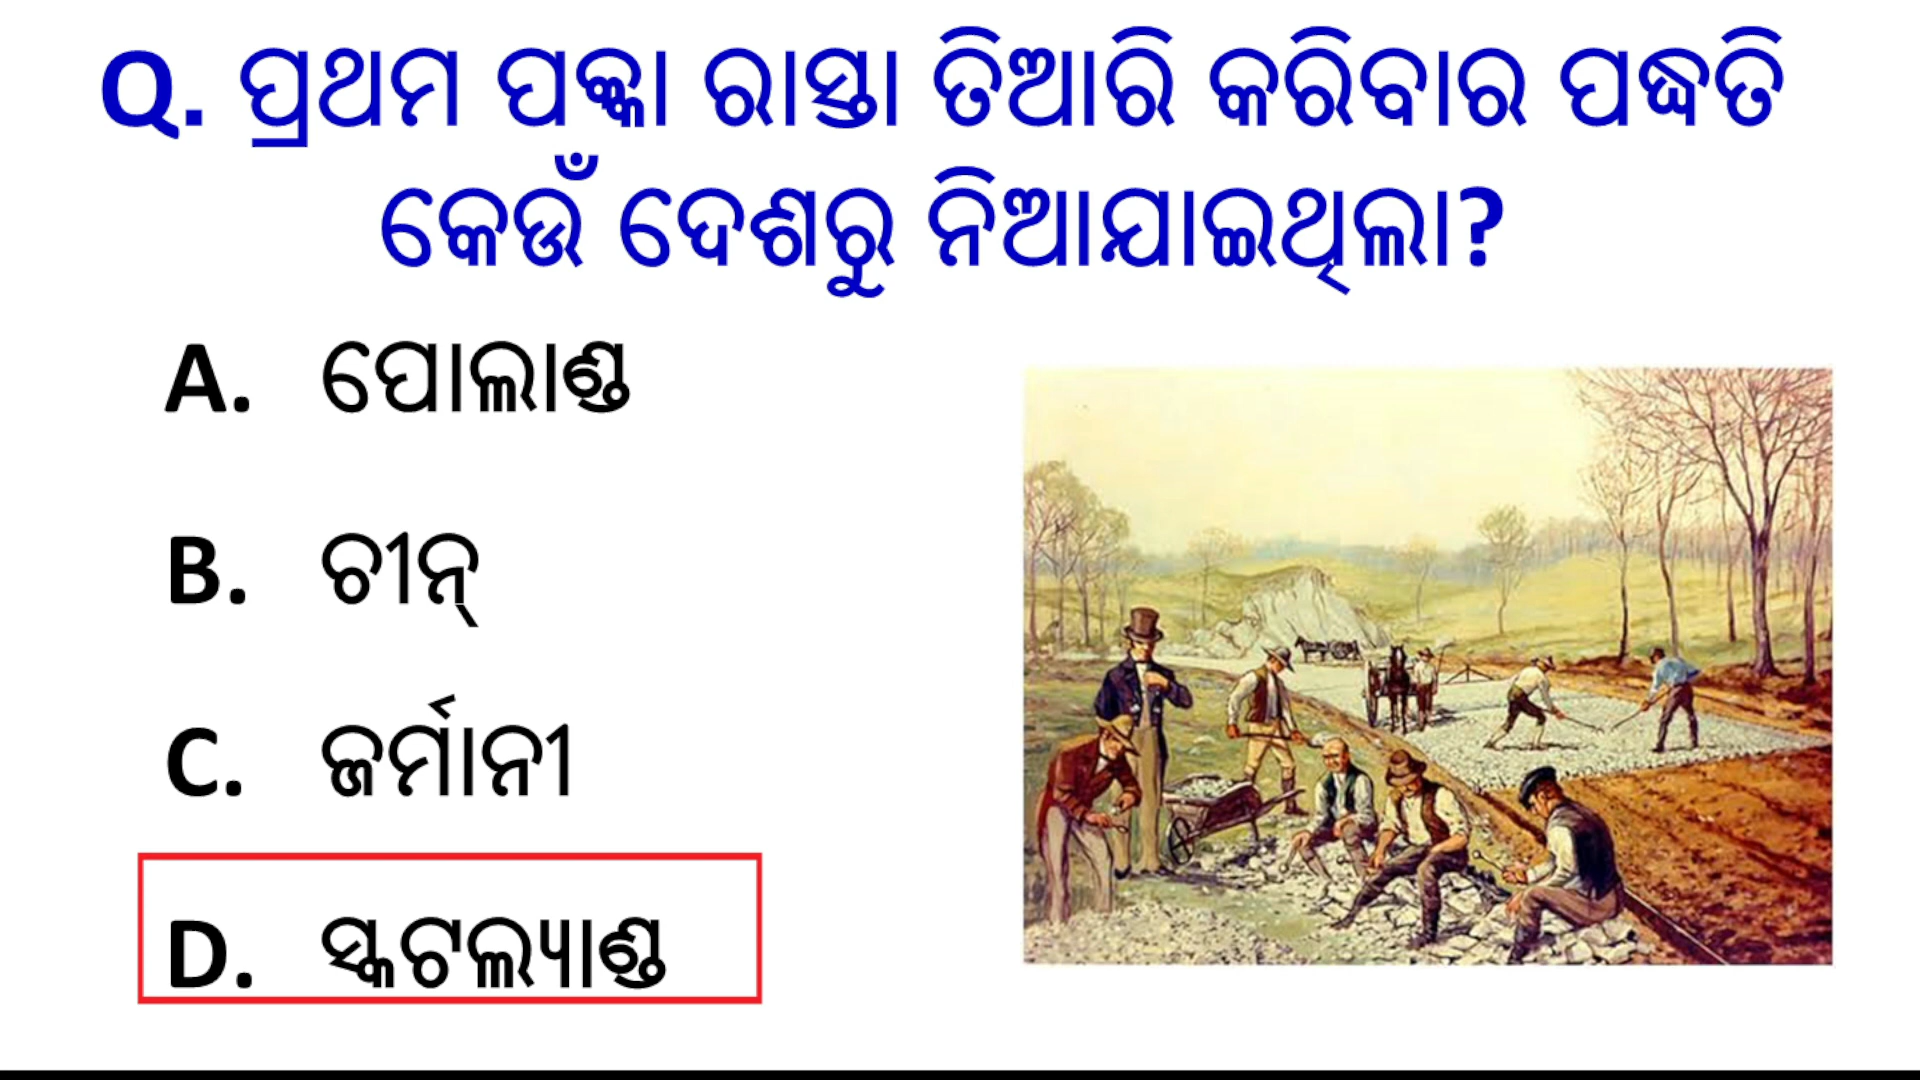 Q. ପ୍ରଥମ ପକ୍କା ରାସ୍ତା ତିଆରି କରିବାର ପଦ୍ଧତି
କେଉଁ ଦେଶରୁ ନିଆଯାଇଥିଲା?
A. ପୋଲାଣ୍ଡ
B. ଚୀନ୍
C. ଜର୍ମାନୀ
D. ସ୍କଟଲ୍ୟାଣ୍ଡ